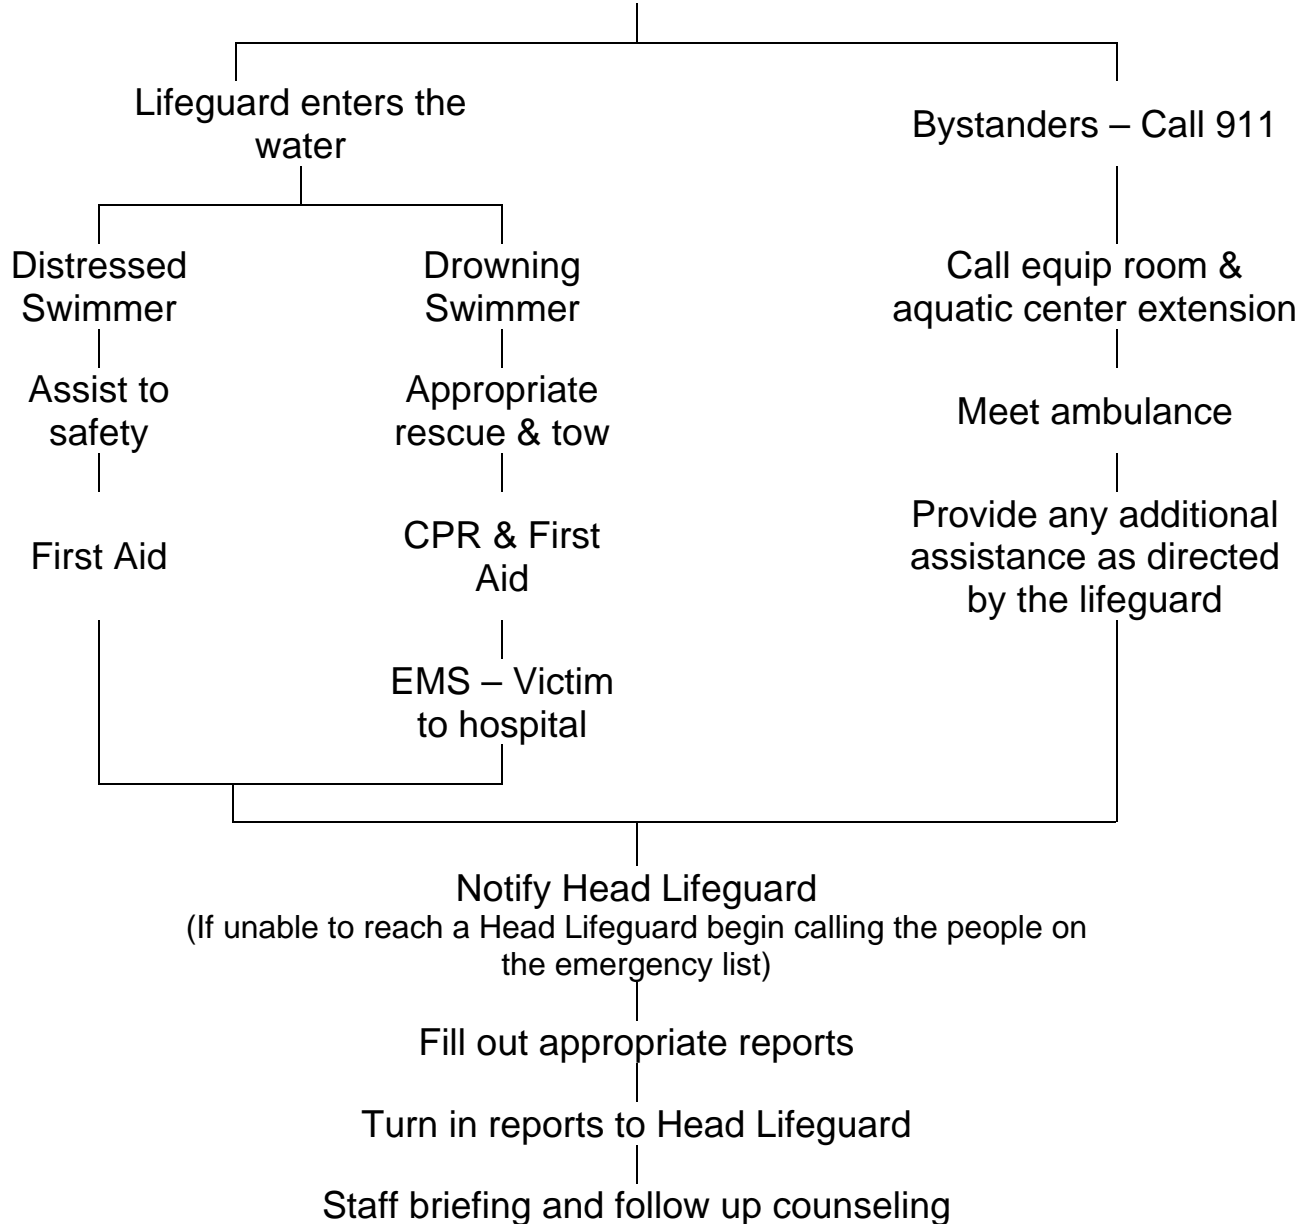 Lifeguard enters the
water
Bystanders – Call 911
Distressed
Swimmer
Drowning
Swimmer
Call equip room &
aquatic center extension
Assist to
safety
Appropriate
rescue & tow
Meet ambulance
First Aid
CPR & First
Aid
Provide any additional
assistance as directed
by the lifeguard
EMS – Victim
to hospital
Notify Head Lifeguard
(If unable to reach a Head Lifeguard begin calling the people on
the emergency list)
Fill out appropriate reports
Turn in reports to Head Lifeguard
Staff briefing and follow up counseling